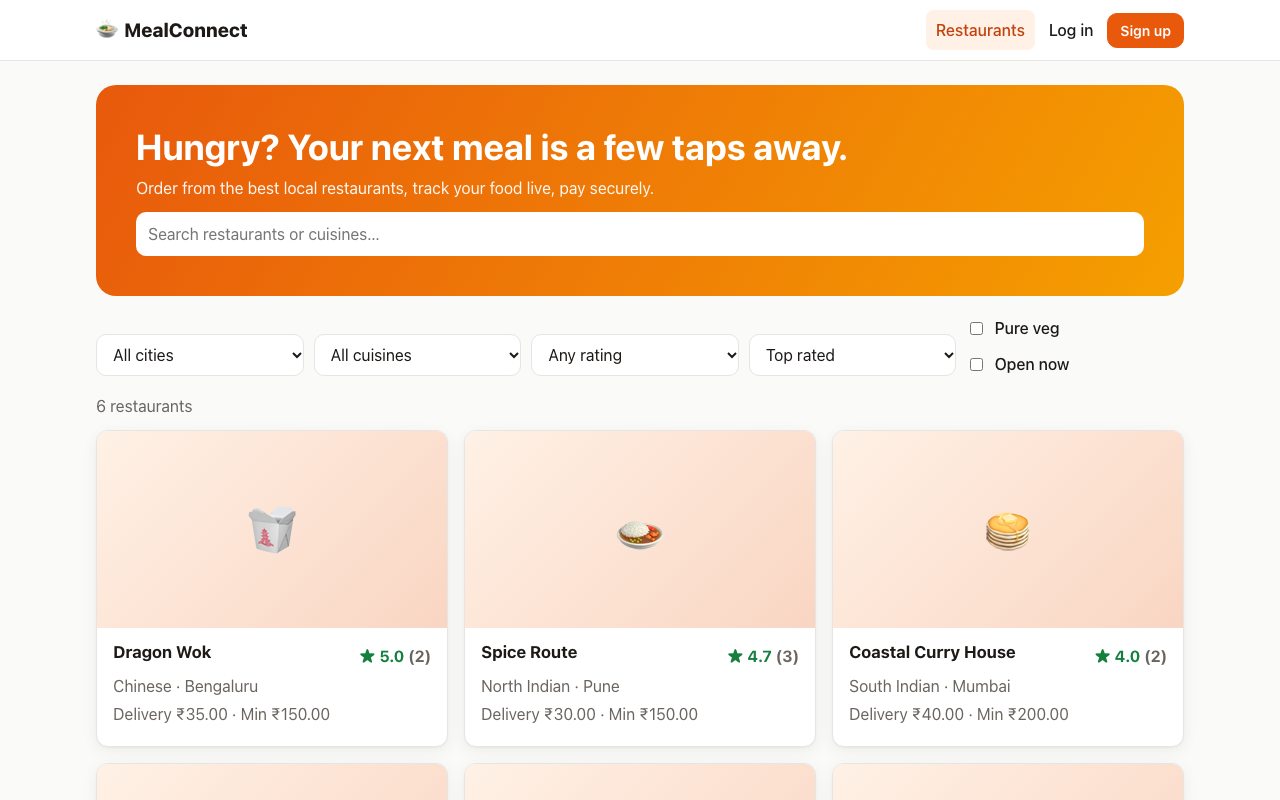 MealConnect
Restaurants
Log in
Sign up
Hungry? Your next meal is a few taps away.
Order from the best local restaurants, track your food live, pay securely.
Search restaurants or cuisines...
All cities
All cuisines
Any rating
Top rated
Pure veg
Open now
6 restaurants
Dragon Wok
★ 5.0 (2)
Chinese · Bengaluru
Delivery ₹35.00 · Min ₹150.00
Spice Route
★ 4.7 (3)
North Indian · Pune
Delivery ₹30.00 · Min ₹150.00
Coastal Curry House
★ 4.0 (2)
South Indian · Mumbai
Delivery ₹40.00 · Min ₹200.00